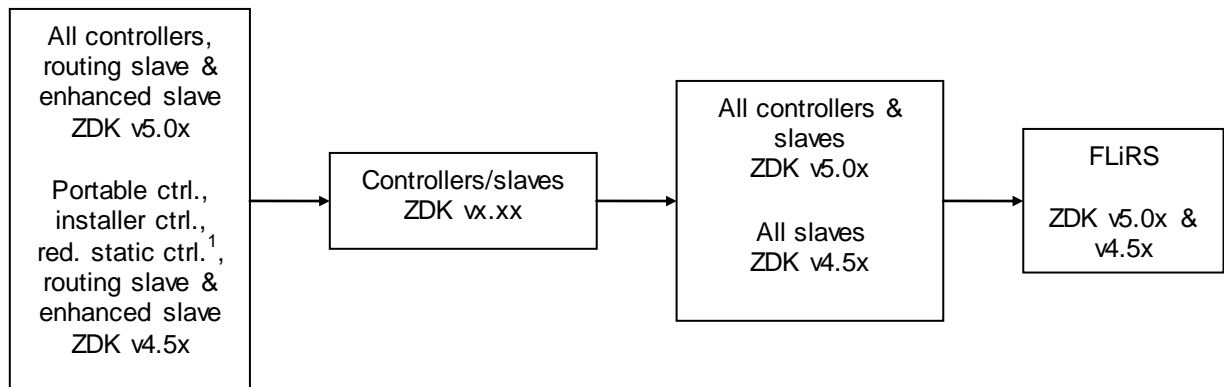 All controllers,
routing slave &
enhanced slave
ZDK v5.0x
Portable ctrl.,
installer ctrl.,
red. static ctrl.¹,
routing slave &
enhanced slave
ZDK v4.5x
Controllers/slaves
ZDK vx.xx
All controllers &
slaves
ZDK v5.0x
All slaves
ZDK v4.5x
FLiRS
ZDK v5.0x &
v4.5x